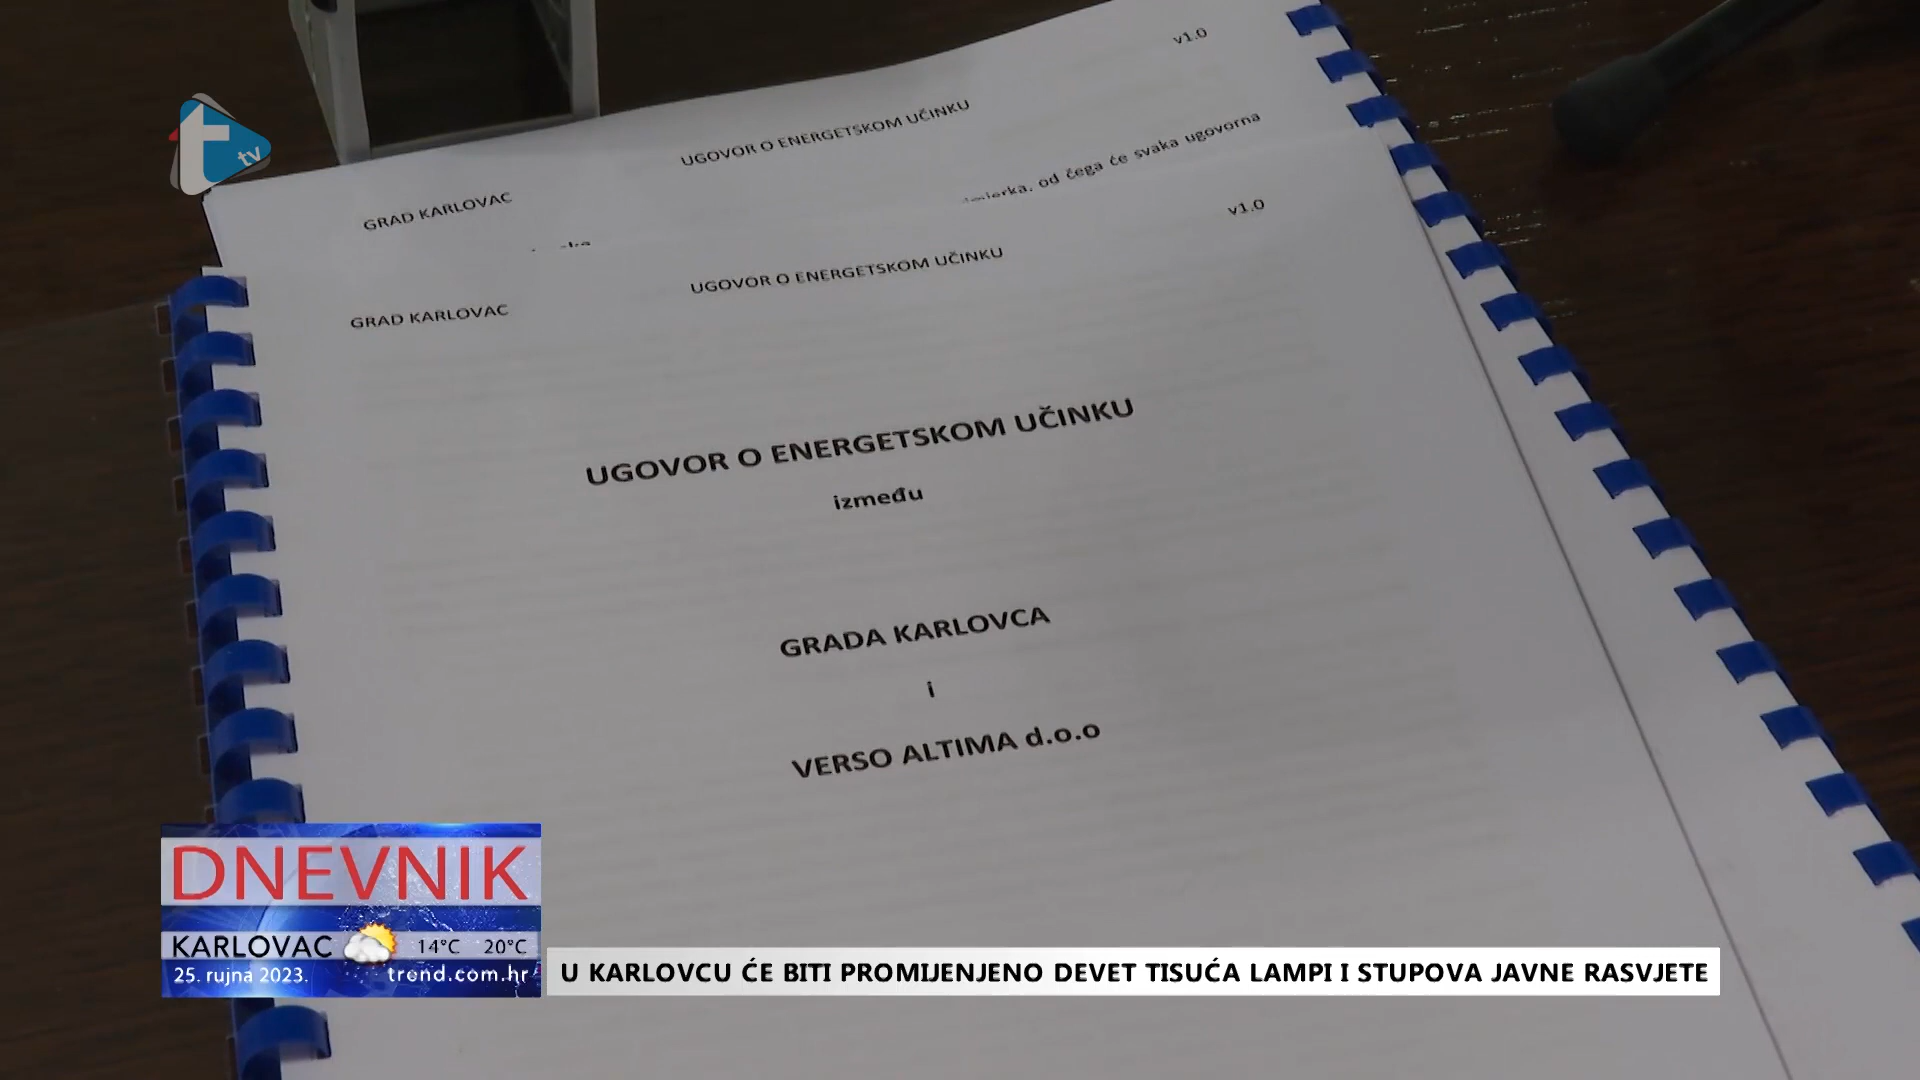 t tv
v1.0
UGOVOR O ENERGETSKOM UČINKU
GRAD KARLOVAC
od čega će svaka ugovorna
v1.0
UGOVOR O ENERGETSKOM UČINKU
GRAD KARLOVAC
UGOVOR O ENERGETSKOM UČINKU
između
GRADA KARLOVCA
i
VERSO ALTIMA d.o.o
DNEVNIK
KARLOVAC 14°C 20°C
25. rujna 2023. trend.com.hr
U KARLOVCU ĆE BITI PROMIJENJENO DEVET TISUĆA LAMPI I STUPOVA JAVNE RASVJETE